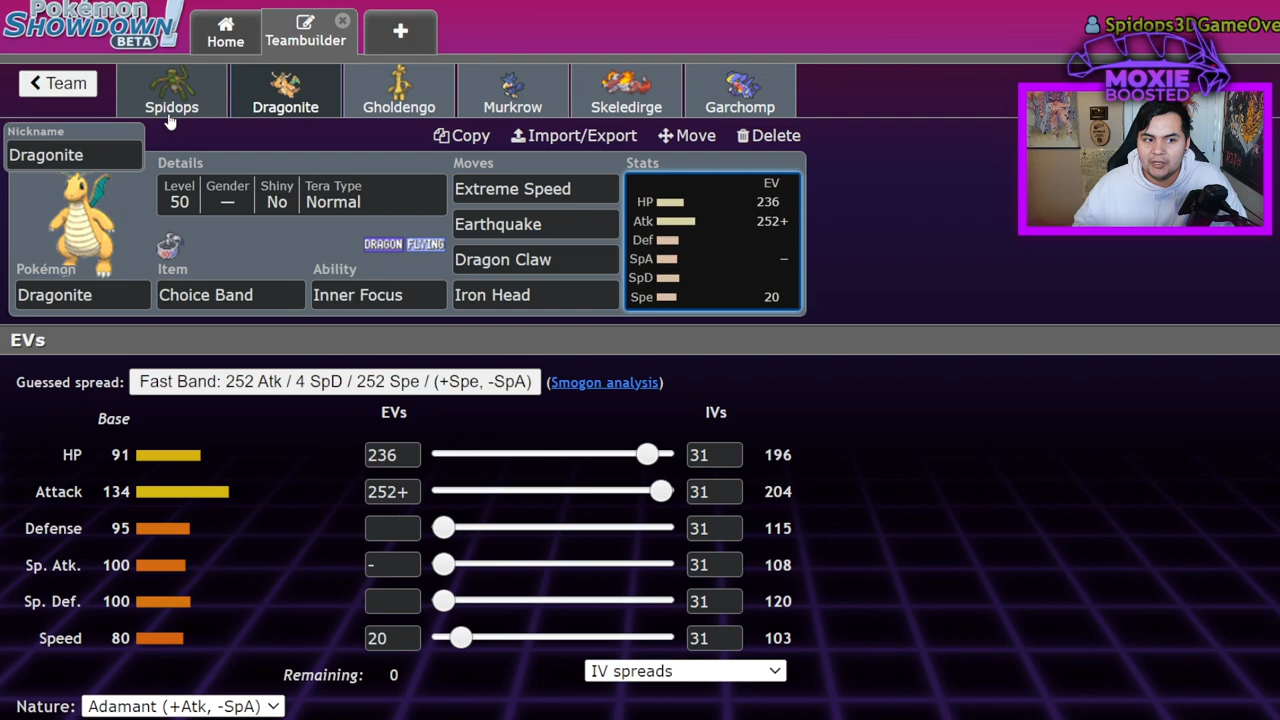 Pokémon
SHOWDOWN!
BETA
Home
Teambuilder
+
Spidops3DGameOve
MOXIE
BOOSTED
< Team
Spidops
Dragonite
Gholdengo
Murkrow
Skeledirge
Garchomp
Copy
Import/Export
Move
Delete
Nickname
Dragonite
Details
Level
50
Gender
—
Shiny
No
Tera Type
Normal
DRAGON FLYING
Pokémon
Dragonite
Item
Choice Band
Ability
Inner Focus
Moves
Extreme Speed
Earthquake
Dragon Claw
Iron Head
Stats
EV
HP 236
Atk 252+
Def
SpA –
SpD
Spe 20
EVs
Guessed spread: Fast Band: 252 Atk / 4 SpD / 252 Spe / (+Spe, -SpA) (Smogon analysis)
Base EVs IVs
HP 91 236 31 196
Attack 134 252+ 31 204
Defense 95 31 115
Sp. Atk. 100 - 31 108
Sp. Def. 100 31 120
Speed 80 20 31 103
Remaining: 0 IV spreads
Nature: Adamant (+Atk, -SpA)